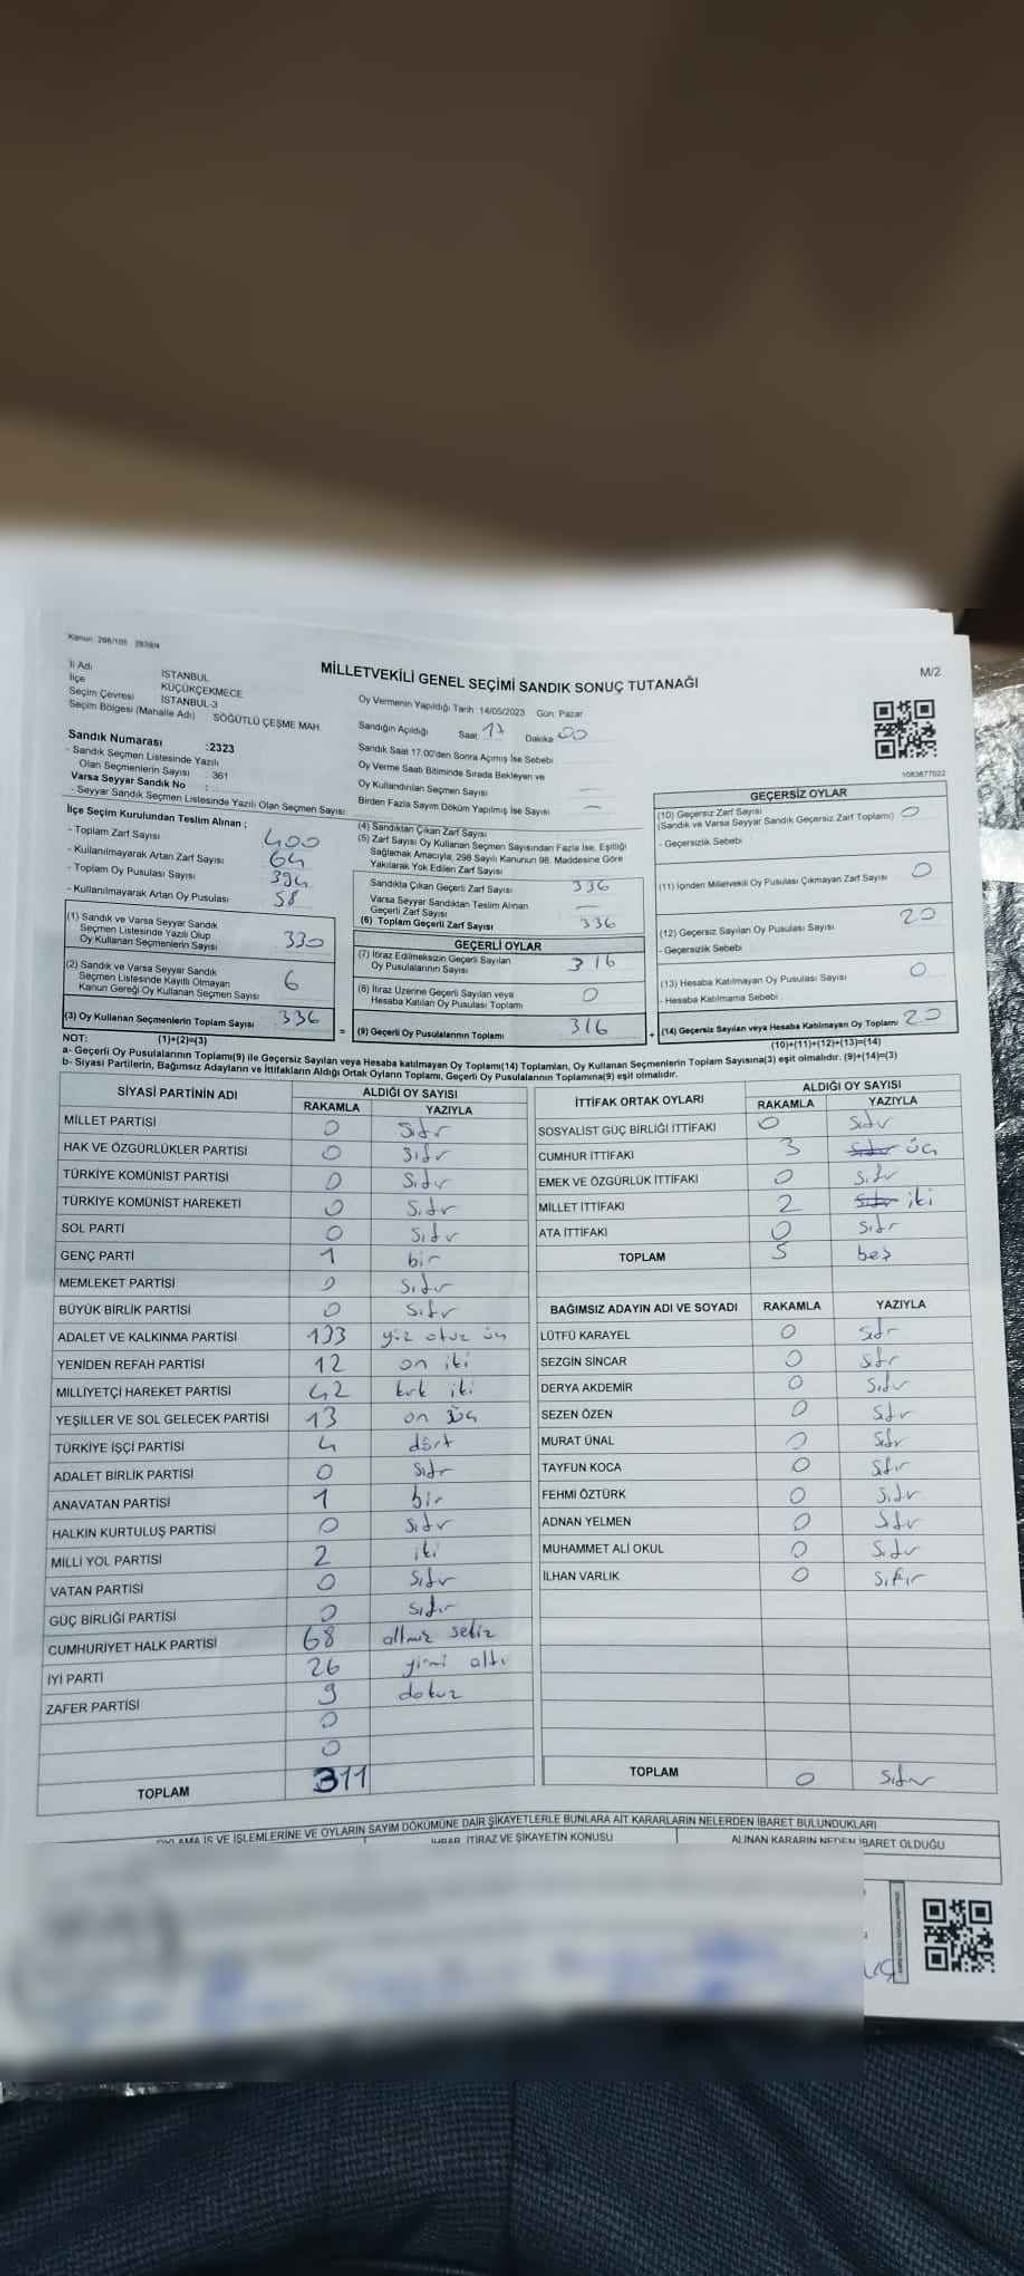 MİLLETVEKİLİ GENEL SEÇİMİ SANDIK SONUÇ TUTANAĞI
M/2
İl Adı İSTANBUL
İlçe KÜÇÜKÇEKMECE
Seçim Çevresi İSTANBUL-3
Seçim Bölgesi (Mahalle Adı) SÖĞÜTLÜ ÇEŞME MAH.
Sandık Numarası :2323
- Sandık Seçmen Listesinde Yazılı
Olan Seçmenlerin Sayısı : 361
Varsa Seyyar Sandık No :
- Seyyar Sandık Seçmen Listesinde Yazılı Olan Seçmen Sayısı:
Oy Vermenin Yapıldığı Tarih :14/05/2023 Gün: Pazar
Sandığın Açıldığı Saat 17 Dakika 00
Sandık Saat 17.00'den Sonra Açımış İse Sebebi
Oy Verme Saati Bitiminde Sırada Bekleyen ve
Oy Kullandırılan Seçmen Sayısı
Birden Fazla Sayım Döküm Yapılmış İse Sayısı
1083677022
İlçe Seçim Kurulundan Teslim Alınan ;
- Toplam Zarf Sayısı 400
- Kullanılmayarak Artan Zarf Sayısı 64
- Toplam Oy Pusulası Sayısı 394
- Kullanılmayarak Artan Oy Pusulası 58
(1) Sandık ve Varsa Seyyar Sandık
Seçmen Listesinde Yazılı Olup
Oy Kullanan Seçmenlerin Sayısı 330
(2) Sandık ve Varsa Seyyar Sandık
Seçmen Listesinde Kayıtlı Olmayan
Kanun Gereği Oy Kullanan Seçmen Sayısı 6
(3) Oy Kullanan Seçmenlerin Toplam Sayısı 336
(1)+(2)=(3)
(4) Sandıktan Çıkan Zarf Sayısı
(5) Zarf Sayısı Oy Kullanan Seçmen Sayısından Fazla İse, Eşitliği
Sağlamak Amacıyla, 298 Sayılı Kanunun 98. Maddesine Göre
Yakılarak Yok Edilen Zarf Sayısı
Sandıkta Çıkan Geçerli Zarf Sayısı 336
Varsa Seyyar Sandıktan Teslim Alınan
Geçerli Zarf Sayısı
(6) Toplam Geçerli Zarf Sayısı 336
GEÇERLİ OYLAR
(7) İtiraz Edilmeksizin Geçerli Sayılan
Oy Pusulalarının Sayısı 316
(8) İtiraz Üzerine Geçerli Sayılan veya
Hesaba Katılan Oy Pusulası Toplamı 0
= (9) Geçerli Oy Pusulalarının Toplamı 316 +
GEÇERSİZ OYLAR
(10) Geçersiz Zarf Sayısı 0
(Sandık ve Varsa Seyyar Sandık Geçersiz Zarf Toplamı)
- Geçersizlik Sebebi
(11) İçinden Milletvekili Oy Pusulası Çıkmayan Zarf Sayısı 0
(12) Geçersiz Sayılan Oy Pusulası Sayısı 20
- Geçersizlik Sebebi
(13) Hesaba Katılmayan Oy Pusulası Sayısı 0
- Hesaba Katılmama Sebebi
(14) Geçersiz Sayılan veya Hesaba Katılmayan Oy Toplamı 20
(10)+(11)+(12)+(13)=(14)
NOT:
a- Geçerli Oy Pusulalarının Toplamı(9) ile Geçersiz Sayılan veya Hesaba katılmayan Oy Toplamı(14) Toplamları, Oy Kullanan Seçmenlerin Toplam Sayısına(3) eşit olmalıdır. (9)+(14)=(3)
b- Siyasi Partilerin, Bağımsız Adayların ve İttifakların Aldığı Ortak Oyların Toplamı, Geçerli Oy Pusulalarının Toplamına(9) eşit olmalıdır.
SİYASİ PARTİNİN ADI ALDIĞI OY SAYISI
RAKAMLA YAZIYLA
MİLLET PARTİSİ 0 Sıfır
HAK VE ÖZGÜRLÜKLER PARTİSİ 0 Sıfır
TÜRKİYE KOMÜNİST PARTİSİ 0 Sıfır
TÜRKİYE KOMÜNİST HAREKETİ 0 Sıfır
SOL PARTİ 0 Sıfır
GENÇ PARTİ 1 bir
MEMLEKET PARTİSİ 0 Sıfır
BÜYÜK BİRLİK PARTİSİ 0 Sıfır
ADALET VE KALKINMA PARTİSİ 133 yüz otuz üç
YENİDEN REFAH PARTİSİ 12 on iki
MİLLİYETÇİ HAREKET PARTİSİ 42 kırk iki
YEŞİLLER VE SOL GELECEK PARTİSİ 13 on üç
TÜRKİYE İŞÇİ PARTİSİ 4 dört
ADALET BİRLİK PARTİSİ 0 Sıfır
ANAVATAN PARTİSİ 1 bir
HALKIN KURTULUŞ PARTİSİ 0 Sıfır
MİLLİ YOL PARTİSİ 2 iki
VATAN PARTİSİ 0 Sıfır
GÜÇ BİRLİĞİ PARTİSİ 0 Sıfır
CUMHURİYET HALK PARTİSİ 68 altmış sekiz
İYİ PARTİ 26 yirmi altı
ZAFER PARTİSİ 9 dokuz
0
0
TOPLAM 311
İTTİFAK ORTAK OYLARI ALDIĞI OY SAYISI
RAKAMLA YAZIYLA
SOSYALİST GÜÇ BİRLİĞİ İTTİFAKI 0 Sıfır
CUMHUR İTTİFAKI 3 Sıfır üç
EMEK VE ÖZGÜRLÜK İTTİFAKI 0 Sıfır
MİLLET İTTİFAKI 2 Sıfır iki
ATA İTTİFAKI 0 Sıfır
TOPLAM 5 beş
BAĞIMSIZ ADAYIN ADI VE SOYADI RAKAMLA YAZIYLA
LÜTFÜ KARAYEL 0 Sıfır
SEZGİN SİNCAR 0 Sıfır
DERYA AKDEMİR 0 Sıfır
SEZEN ÖZEN 0 Sıfır
MURAT ÜNAL 0 Sıfır
TAYFUN KOCA 0 Sıfır
FEHMİ ÖZTÜRK 0 Sıfır
ADNAN YELMEN 0 Sıfır
MUHAMMET ALİ OKUL 0 Sıfır
İLHAN VARLIK 0 Sıfır
TOPLAM 0 Sıfır
İŞ VE İŞLEMLERİNE VE OYLARIN SAYIM DÖKÜMÜNE DAİR ŞİKAYETLERLE BUNLARA AİT KARARLARIN NELERDEN İBARET BULUNDUKLARI
İHBAR, İTİRAZ VE ŞİKAYETİN KONUSU
ALINAN KARARIN NEDEN İBARET OLDUĞU